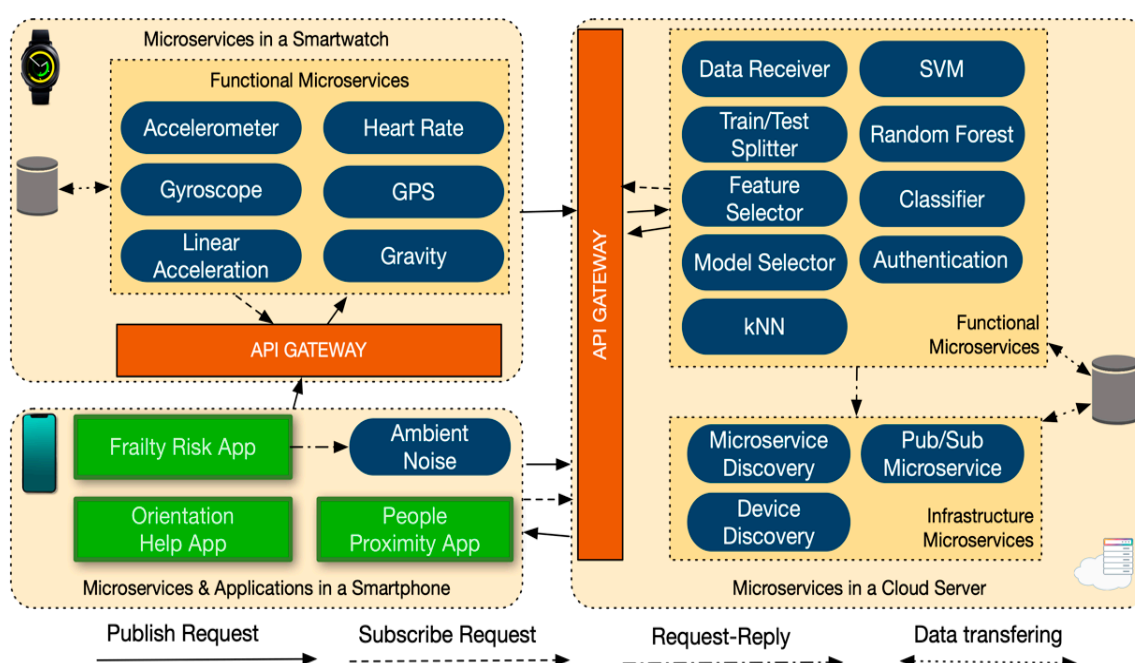 Microservices in a Smartwatch
Functional Microservices
Accelerometer
Heart Rate
Gyroscope
GPS
Linear
Acceleration
Gravity
API GATEWAY
Frailty Risk App
Ambient
Noise
Orientation
Help App
People
Proximity App
Microservices & Applications in a Smartphone
API GATEWAY
Data Receiver
SVM
Train/Test
Splitter
Random Forest
Feature
Selector
Classifier
Model Selector
Authentication
kNN
Functional
Microservices
Microservice
Discovery
Pub/Sub
Microservice
Device
Discovery
Infrastructure
Microservices
Microservices in a Cloud Server
Publish Request
Subscribe Request
Request-Reply
Data transfering